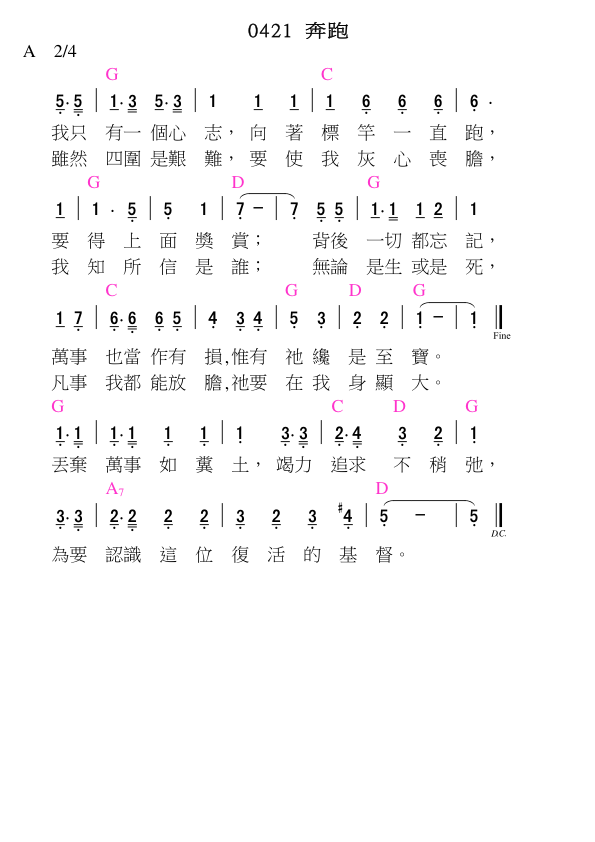 0421 奔跑
A 2/4
G C
5· 5 | 1· 3 5· 3 | 1 1 1 | 1 6 6 6 | 6 ·
我只 有一 個心 志，向 著 標 竿 一 直 跑，
雖然 四圍 是艱 難，要 使 我 灰 心 喪 膽，
G D G
1 | 1 · 5 | 5 1 | 7 － | 7 5 5 | 1· 1 1 2 | 1
要 得 上 面 獎 賞； 背後 一切 都忘 記，
我 知 所 信 是 誰； 無論 是生 或是 死，
C G D G
1 7 | 6· 6 6 5 | 4 3 4 | 5 3 | 2 2 | 1 － | 1 ‖
Fine
萬事 也當 作有 損,惟有 祂 纔 是 至 寶。
凡事 我都 能放 膽,祂要 在 我 身 顯 大。
G C D G
1· 1 | 1· 1 1 1 | 1 3· 3 | 2· 4 3 2 | 1
丟棄 萬事 如 糞 土，竭力 追求 不 稍 弛，
A7 D
3· 3 | 2· 2 2 2 | 3 2 3 #4 | 5 － | 5 ‖
D.C.
為要 認識 這 位 復 活 的 基 督。